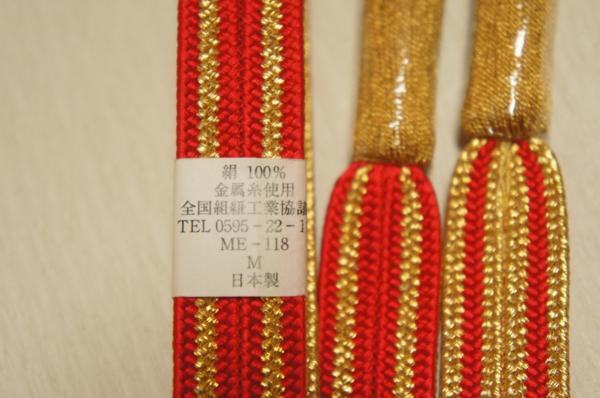 絹 100%
金属糸使用
全国組紐工業協議
TEL 0595-22-1
ME-118
M
日本製